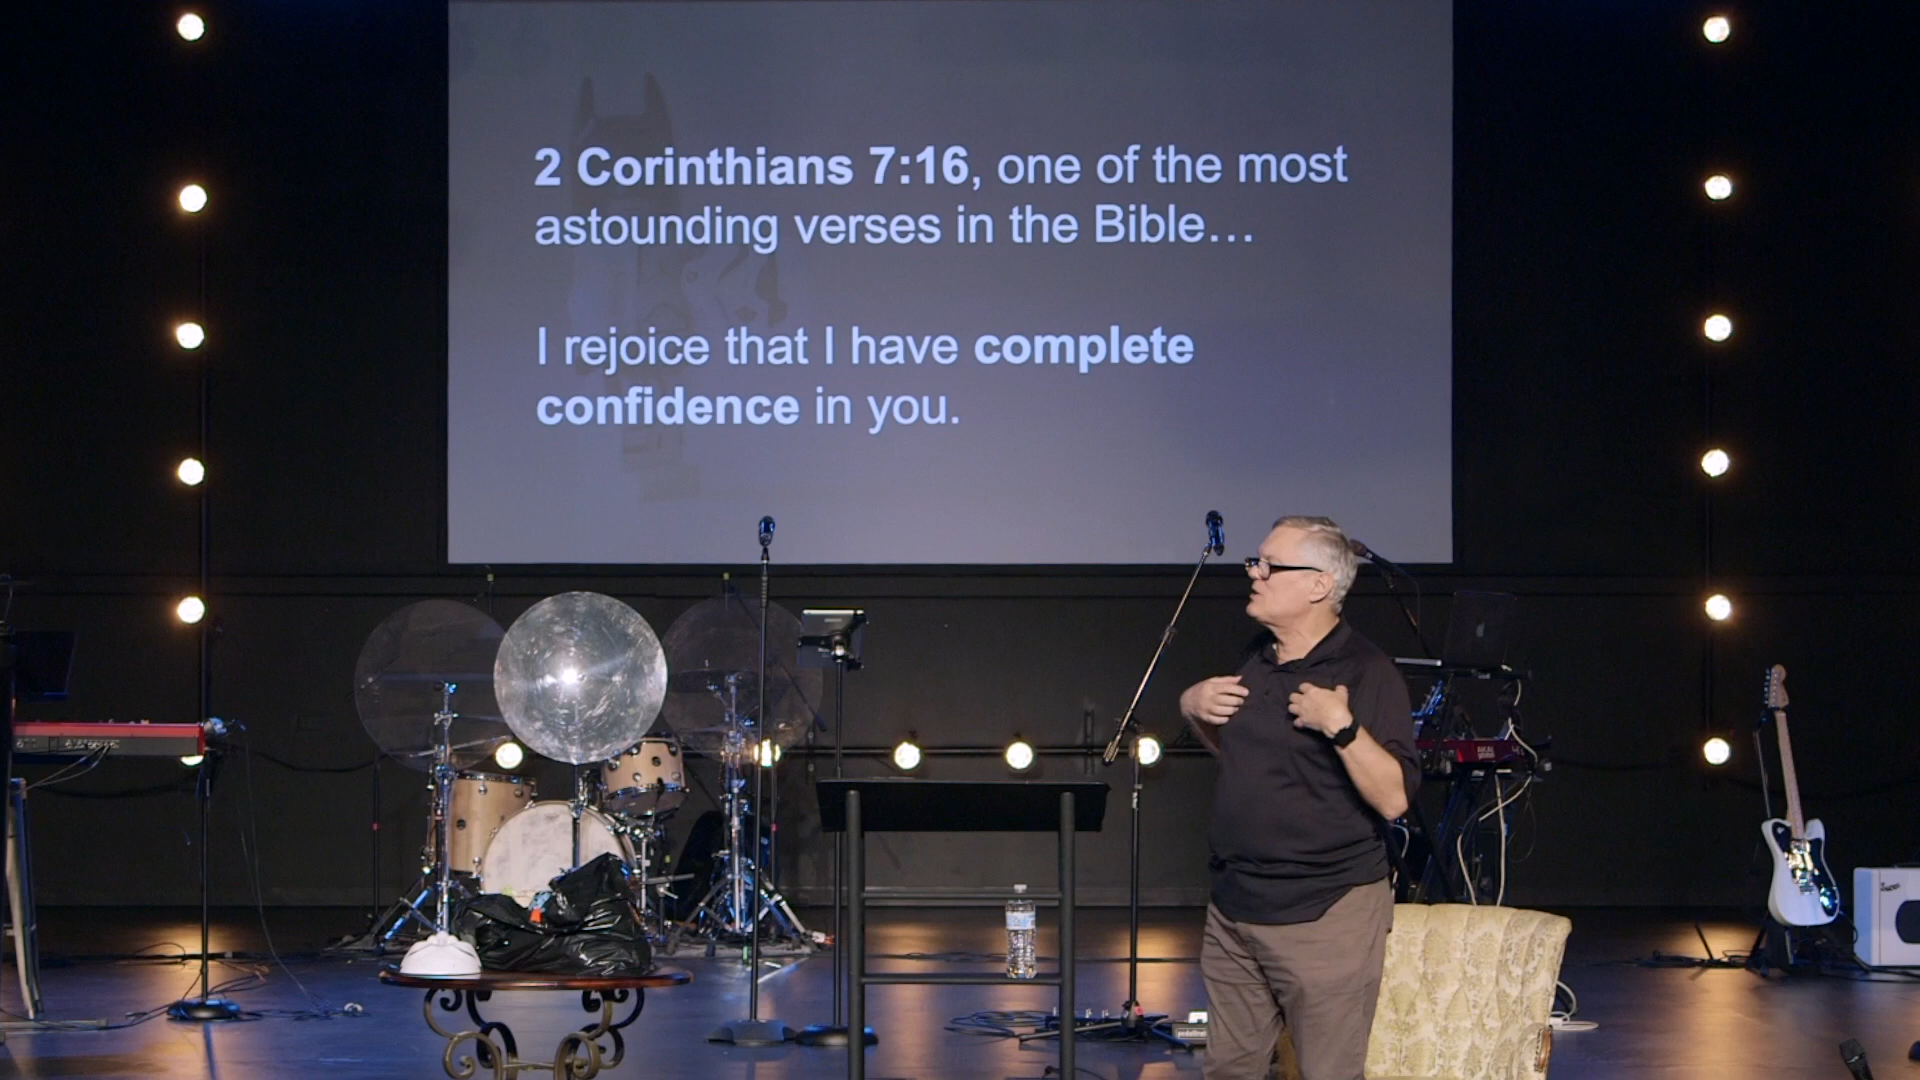 2 Corinthians 7:16, one of the most
astounding verses in the Bible…
I rejoice that I have complete
confidence in you.